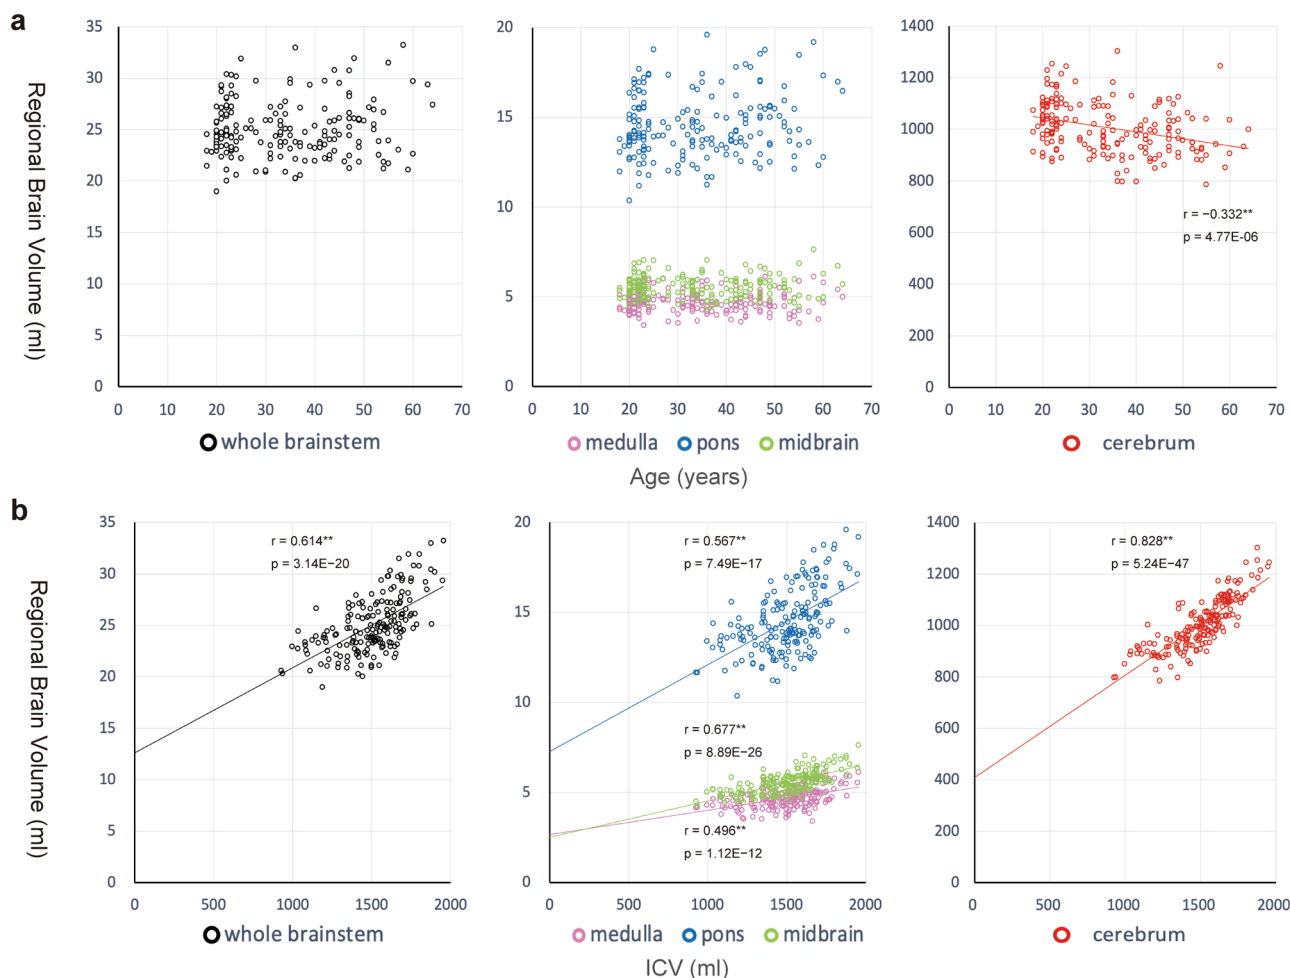 a
Regional Brain Volume (ml)
35
30
25
20
15
10
5
0
0 10 20 30 40 50 60 70
whole brainstem
20
15
10
5
0
0 10 20 30 40 50 60 70
medulla pons midbrain
1400
1200
1000
800
600
400
200
0
r = −0.332**
p = 4.77E-06
0 10 20 30 40 50 60 70
cerebrum
Age (years)
b
Regional Brain Volume (ml)
35
30
25
20
15
10
5
0
r = 0.614**
p = 3.14E−20
0 500 1000 1500 2000
whole brainstem
20
15
10
5
0
r = 0.567**
p = 7.49E−17
r = 0.677**
p = 8.89E−26
r = 0.496**
p = 1.12E−12
0 500 1000 1500 2000
medulla pons midbrain
1400
1200
1000
800
600
400
200
0
r = 0.828**
p = 5.24E−47
0 500 1000 1500 2000
cerebrum
ICV (ml)